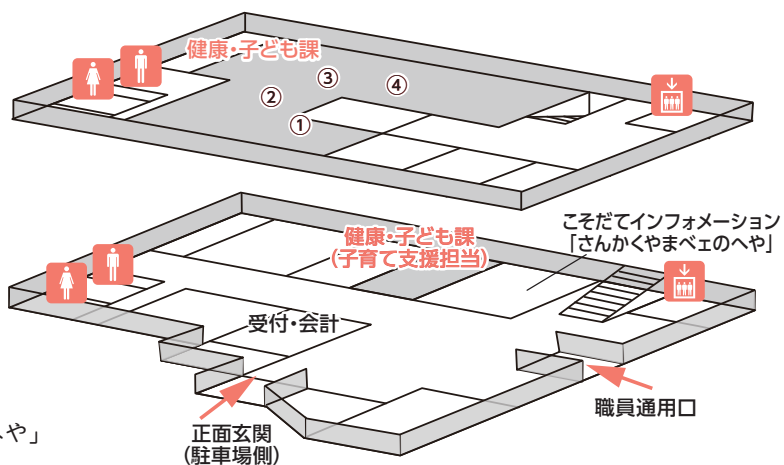 健康・子ども課
③
④
②
①
こそだてインフォメーション
「さんかくやまベェのへや」
健康・子ども課
(子育て支援担当)
受付・会計
職員通用口
正面玄関
(駐車場側)
や」